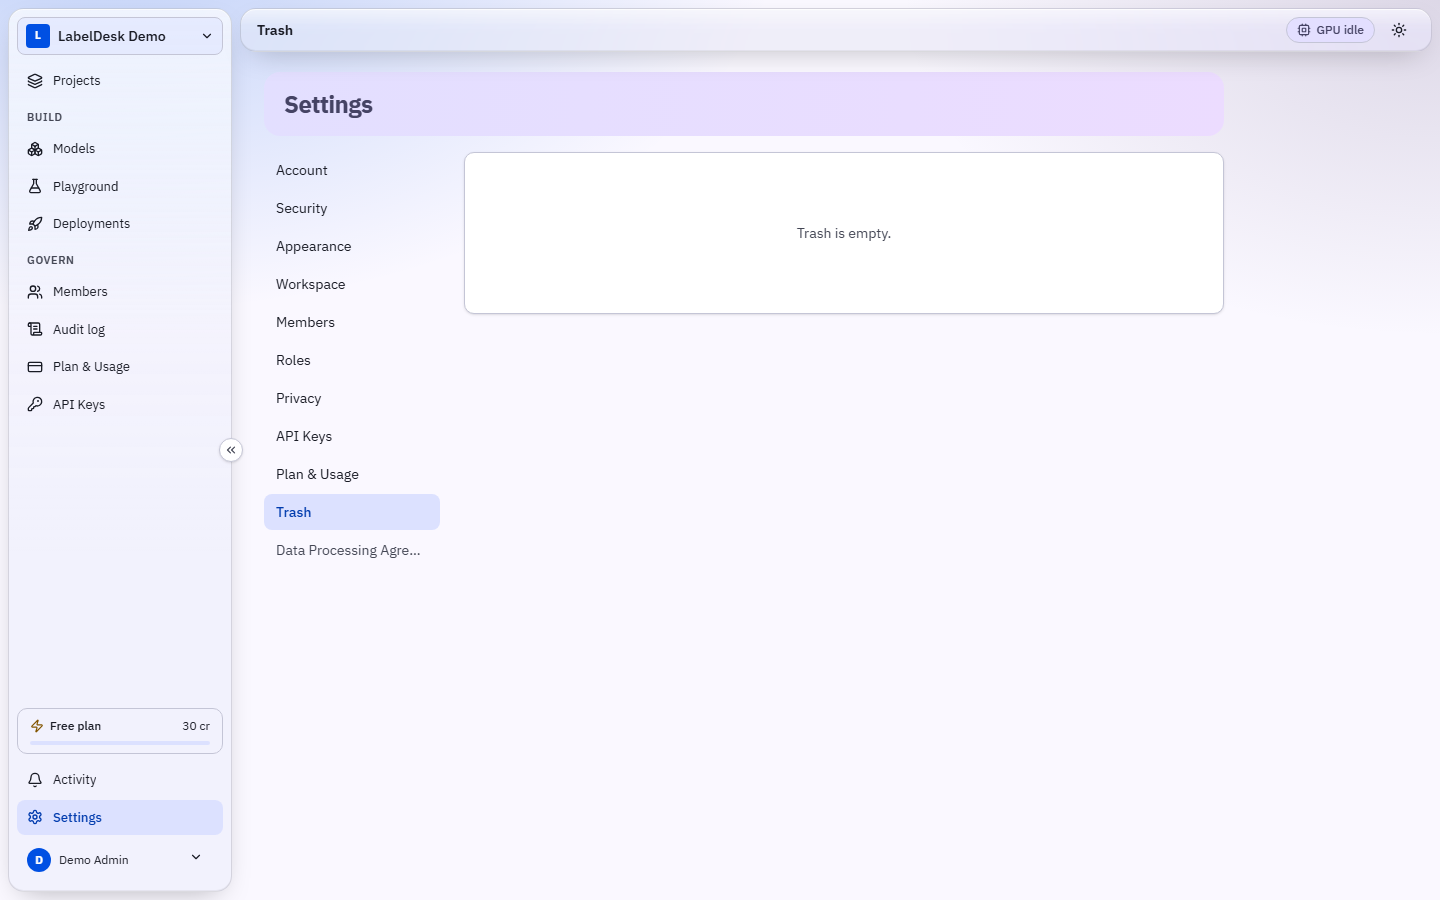 L LabelDesk Demo
Projects
BUILD
Models
Playground
Deployments
GOVERN
Members
Audit log
Plan & Usage
API Keys
Free plan 30 cr
Activity
Settings
D Demo Admin
Trash
GPU idle
Settings
Account
Security
Appearance
Workspace
Members
Roles
Privacy
API Keys
Plan & Usage
Trash
Data Processing Agre...
Trash is empty.